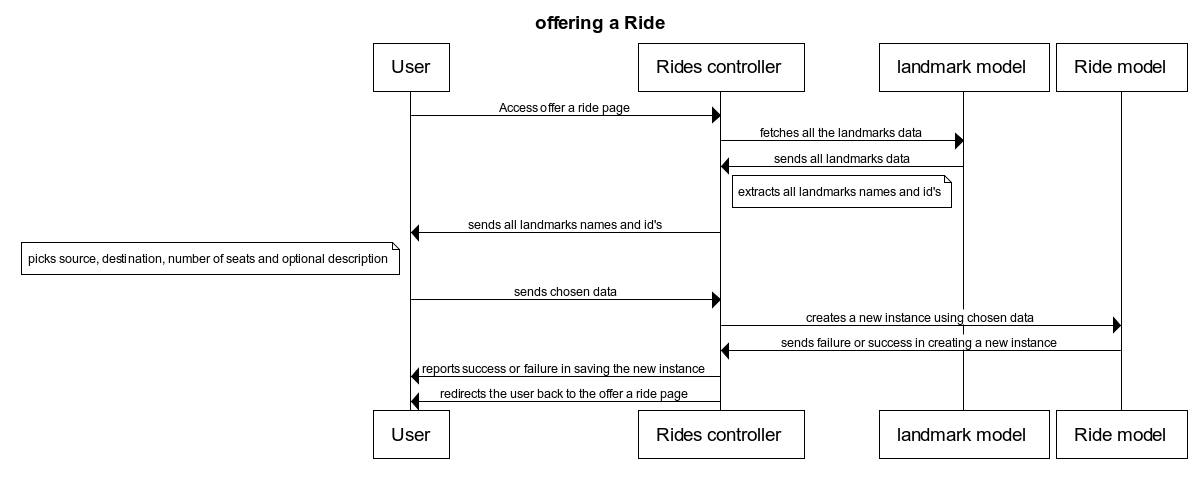 offering a Ride
User
Rides controller
landmark model
Ride model
Access offer a ride page
fetches all the landmarks data
sends all landmarks data
extracts all landmarks names and id's
sends all landmarks names and id's
picks source, destination, number of seats and optional description
sends chosen data
creates a new instance using chosen data
sends failure or success in creating a new instance
reports success or failure in saving the new instance
redirects the user back to the offer a ride page
User
Rides controller
landmark model
Ride model